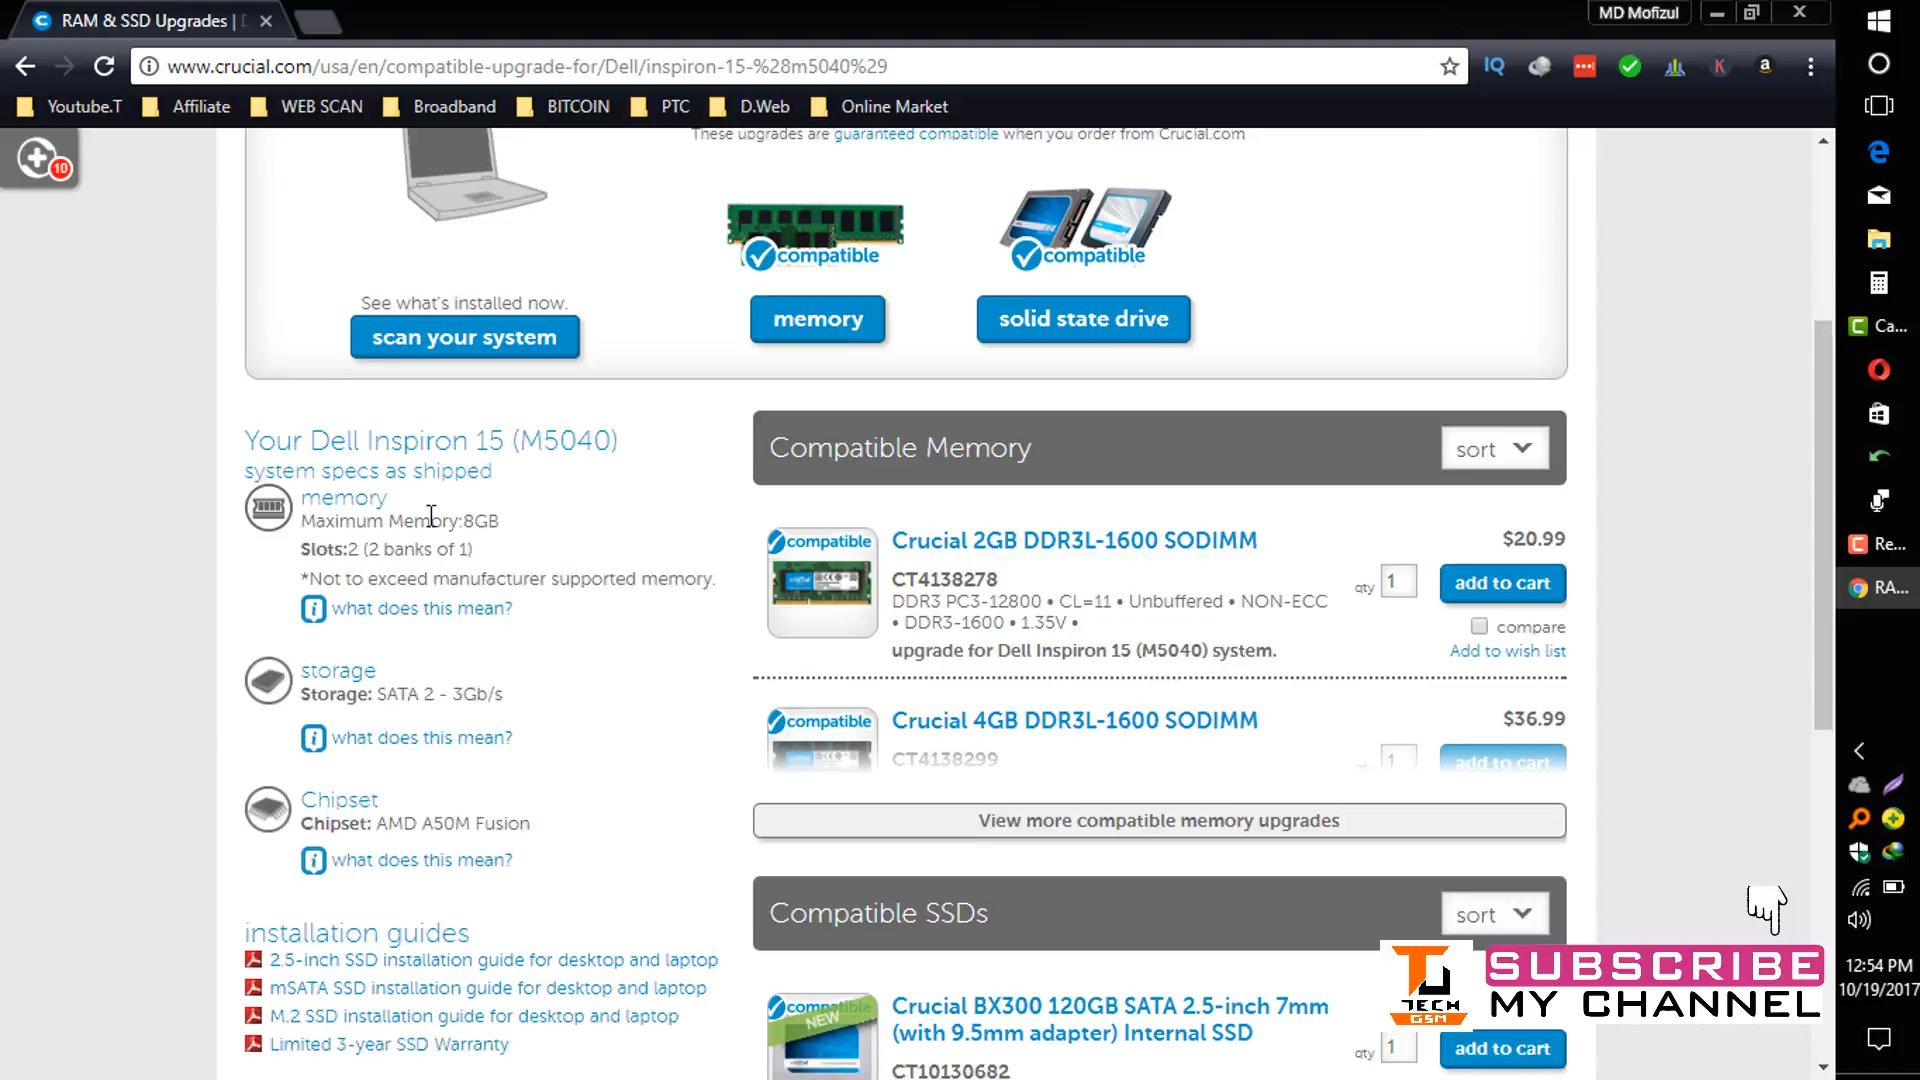 RAM & SSD Upgrades |
MD Mofizul
www.crucial.com/usa/en/compatible-upgrade-for/Dell/inspiron-15-%28m5040%29
Youtube.T Affiliate WEB SCAN Broadband BITCOIN PTC D.Web Online Market
10
These upgrades are guaranteed compatible when you order from Crucial.com
compatible
compatible
See what's installed now.
scan your system
memory
solid state drive
Your Dell Inspiron 15 (M5040)
system specs as shipped
memory
Maximum Memory:8GB
Slots:2 (2 banks of 1)
*Not to exceed manufacturer supported memory.
what does this mean?
storage
Storage: SATA 2 - 3Gb/s
what does this mean?
Chipset
Chipset: AMD A50M Fusion
what does this mean?
installation guides
2.5-inch SSD installation guide for desktop and laptop
mSATA SSD installation guide for desktop and laptop
M.2 SSD installation guide for desktop and laptop
Limited 3-year SSD Warranty
Compatible Memory
sort
compatible
Crucial 2GB DDR3L-1600 SODIMM
$20.99
CT4138278
DDR3 PC3-12800 • CL=11 • Unbuffered • NON-ECC
• DDR3-1600 • 1.35V •
upgrade for Dell Inspiron 15 (M5040) system.
qty 1
add to cart
compare
Add to wish list
compatible
Crucial 4GB DDR3L-1600 SODIMM
$36.99
CT4138299
1
add to cart
View more compatible memory upgrades
Compatible SSDs
sort
compatible
NEW
Crucial BX300 120GB SATA 2.5-inch 7mm
(with 9.5mm adapter) Internal SSD
CT10130682
qty 1
add to cart
TECH
GSM
SUBSCRIBE
MY CHANNEL
Ca...
Re...
RA...
12:54 PM
10/19/2017